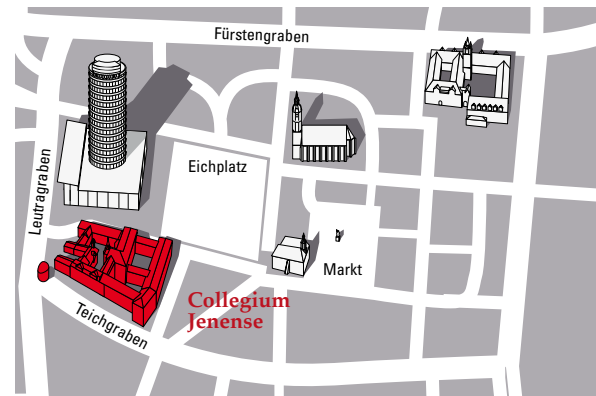 Fürstengraben
Eichplatz
Leutragraben
Markt
Collegium
Jenense
Teichgraben